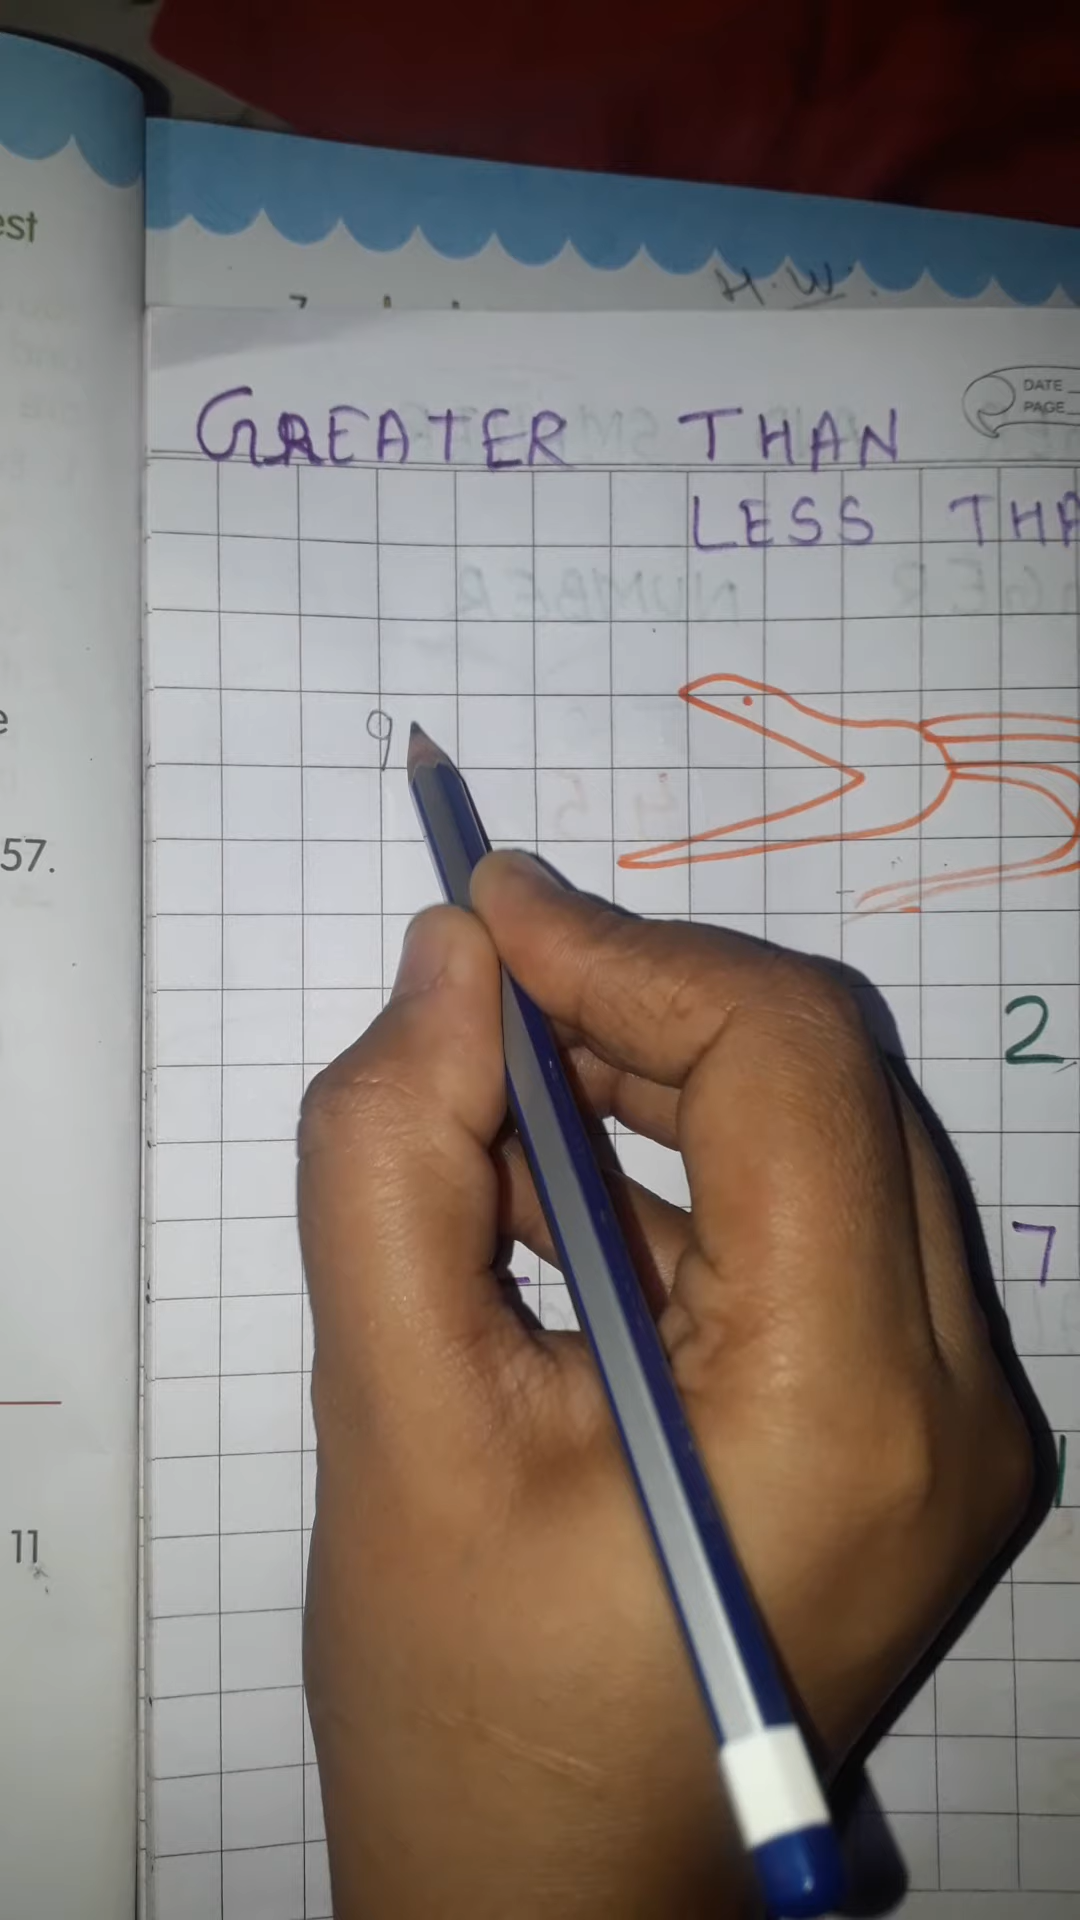 est
H.W.
DATE
PAGE
GREATER THAN
LESS THA
9
57.
2
7
11